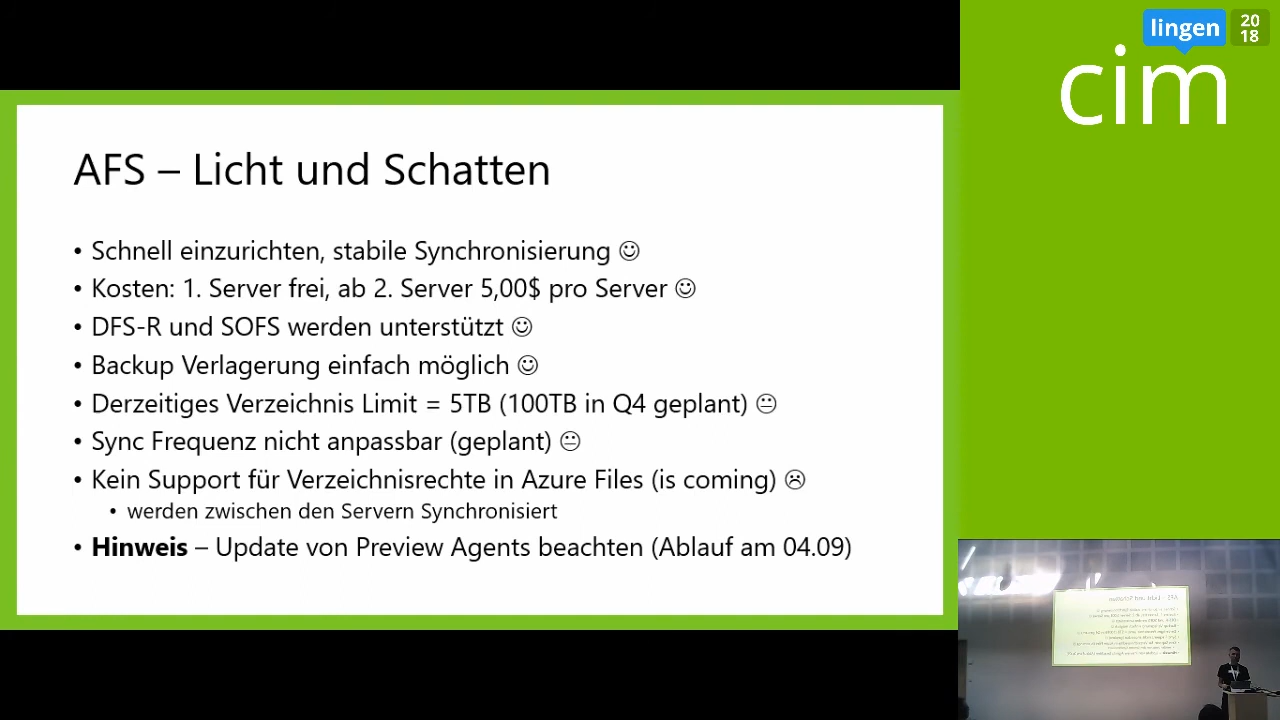 lingen
20
18
cim
AFS – Licht und Schatten
• Schnell einzurichten, stabile Synchronisierung ☺
• Kosten: 1. Server frei, ab 2. Server 5,00$ pro Server ☺
• DFS-R und SOFS werden unterstützt ☺
• Backup Verlagerung einfach möglich ☺
• Derzeitiges Verzeichnis Limit = 5TB (100TB in Q4 geplant) 😐
• Sync Frequenz nicht anpassbar (geplant) 😐
• Kein Support für Verzeichnisrechte in Azure Files (is coming) ☹
• werden zwischen den Servern Synchronisiert
• Hinweis – Update von Preview Agents beachten (Ablauf am 04.09)